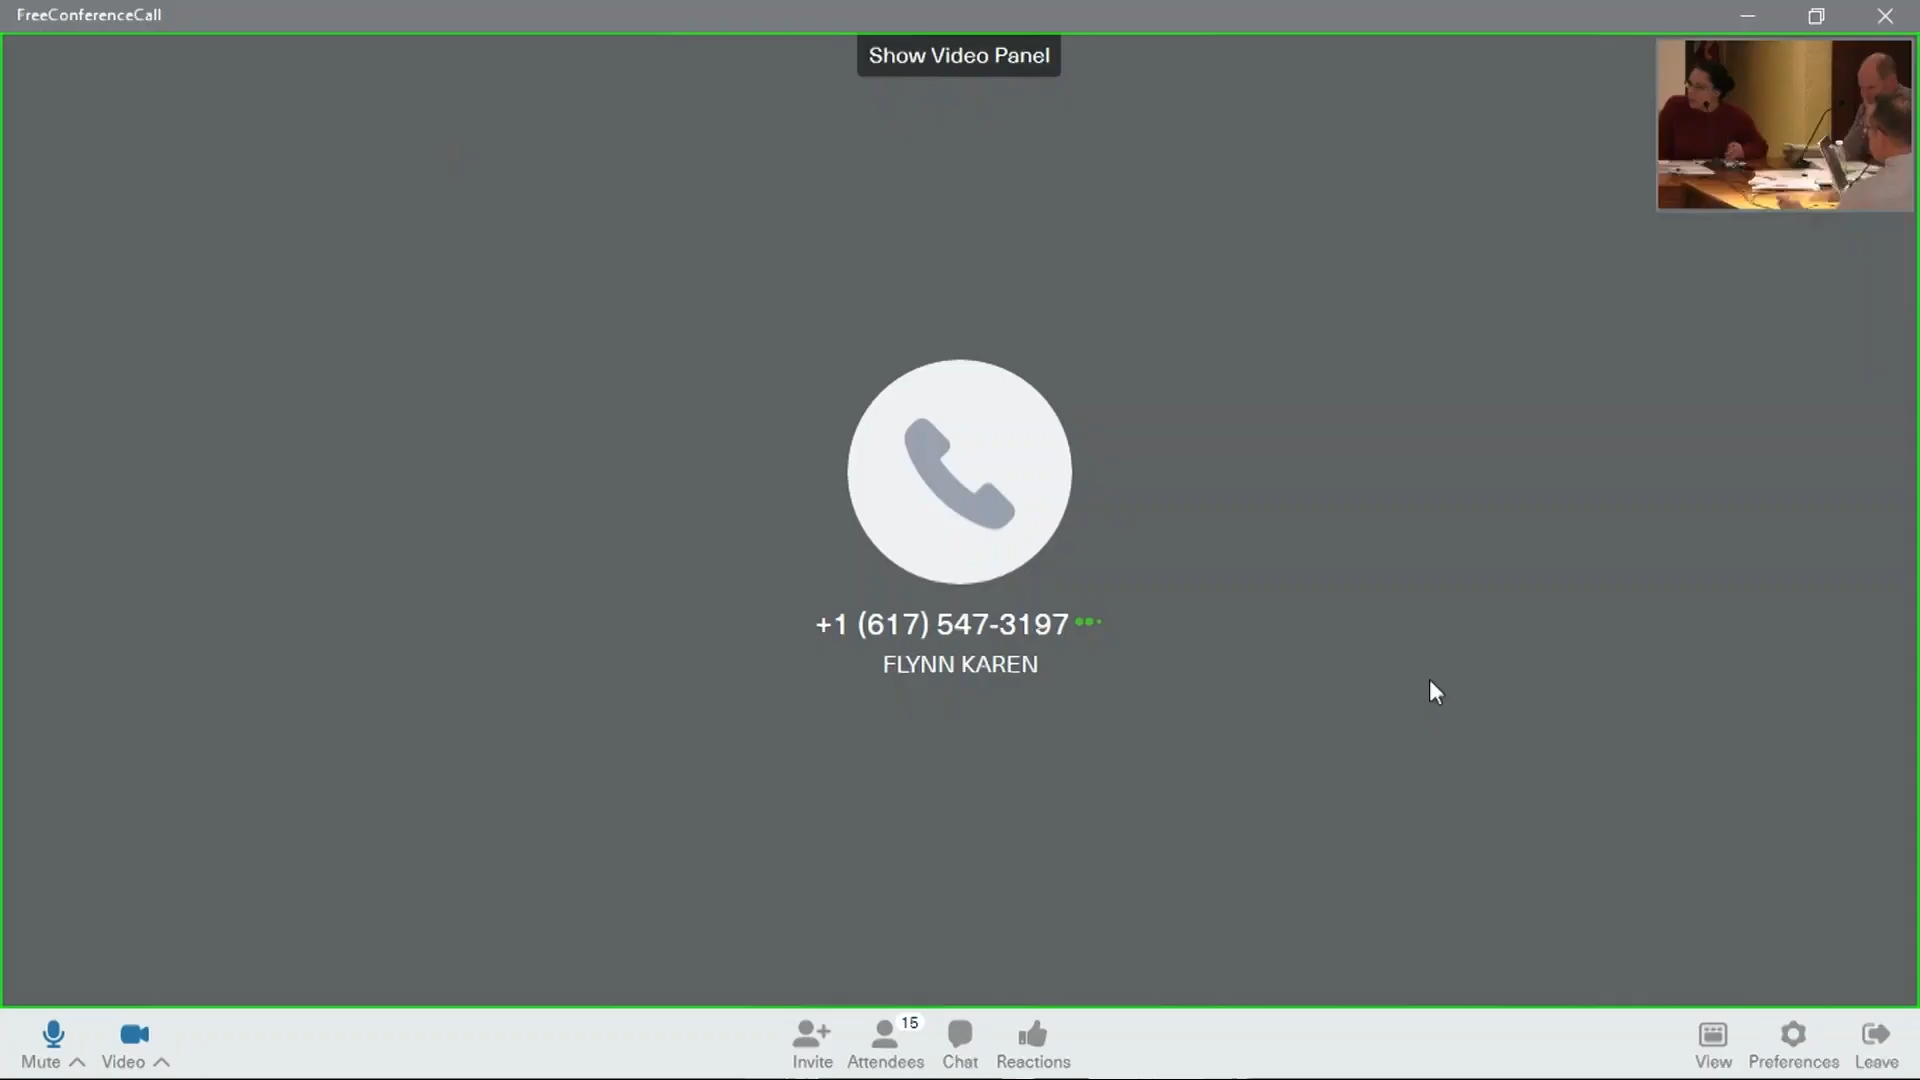 FreeConferenceCall
Show Video Panel
+1 (617) 547-3197
FLYNN KAREN
Mute
Video
Invite
15
Attendees
Chat
Reactions
View
Preferences
Leave